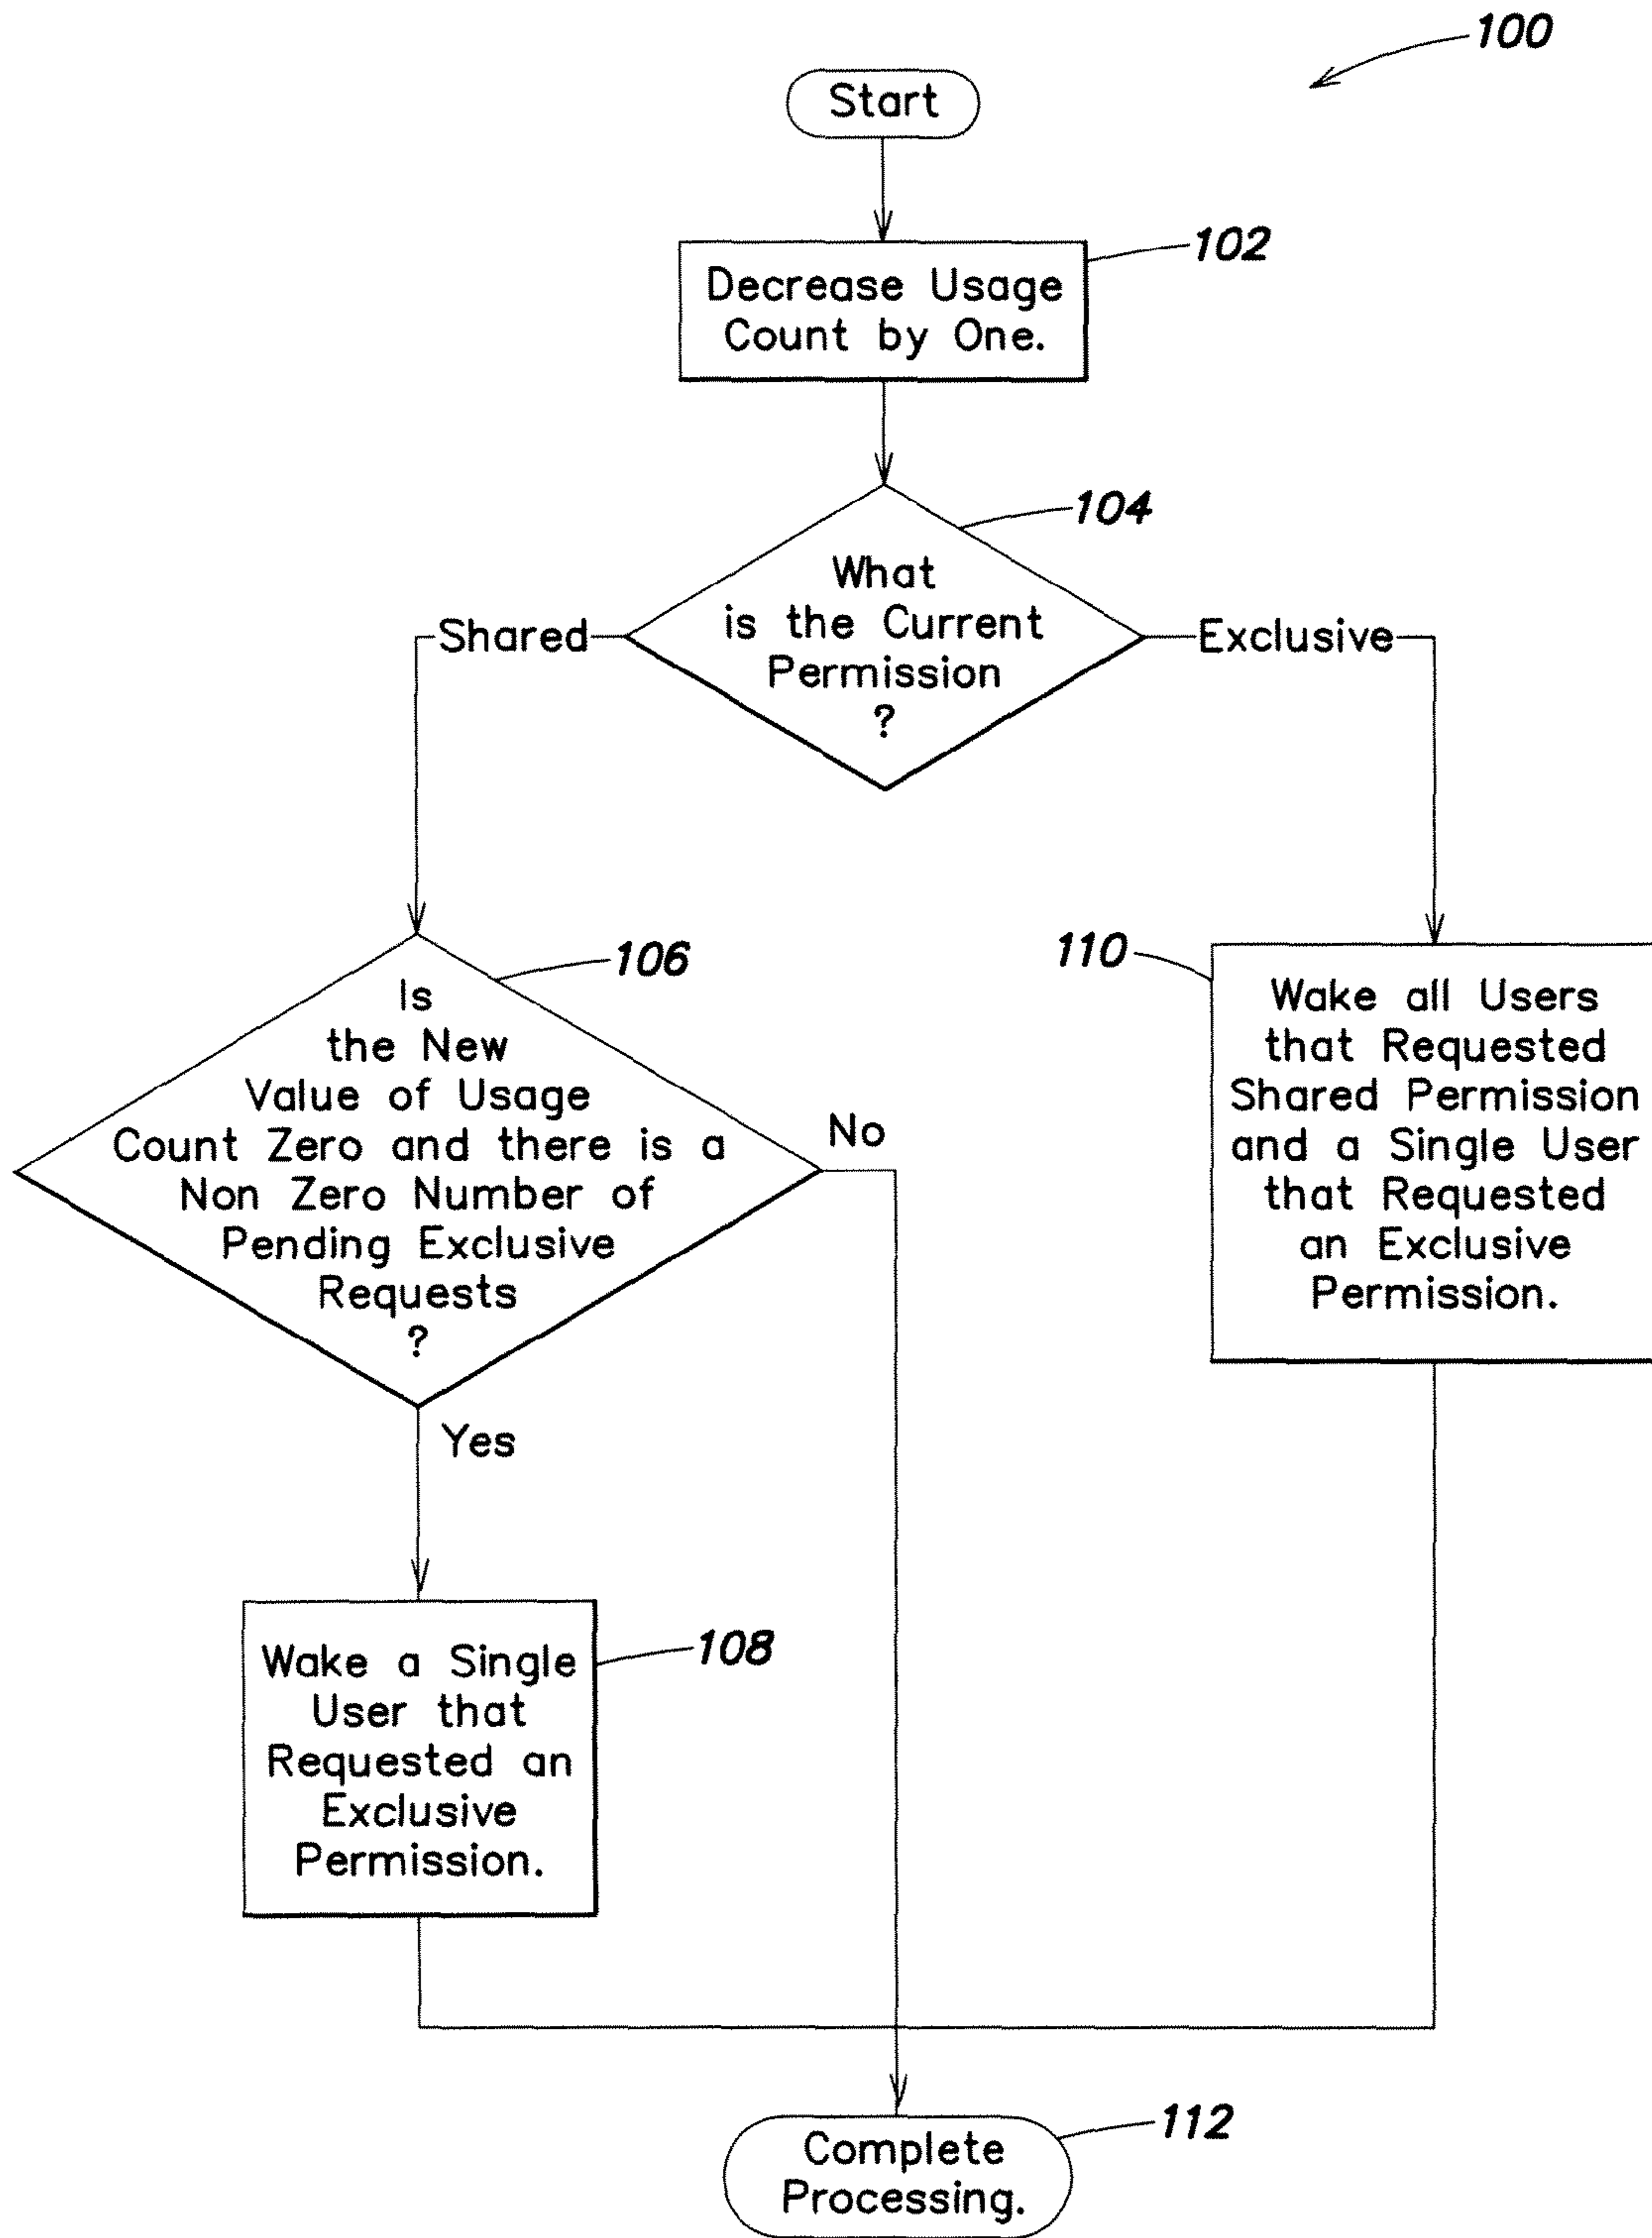 100
Start
102
Decrease Usage
Count by One.
104
What
is the Current
Permission
?
Shared
Exclusive
106
Is
the New
Value of Usage
Count Zero and there is a
Non Zero Number of
Pending Exclusive
Requests
?
No
Yes
110
Wake all Users
that Requested
Shared Permission
and a Single User
that Requested
an Exclusive
Permission.
108
Wake a Single
User that
Requested an
Exclusive
Permission.
112
Complete
Processing.